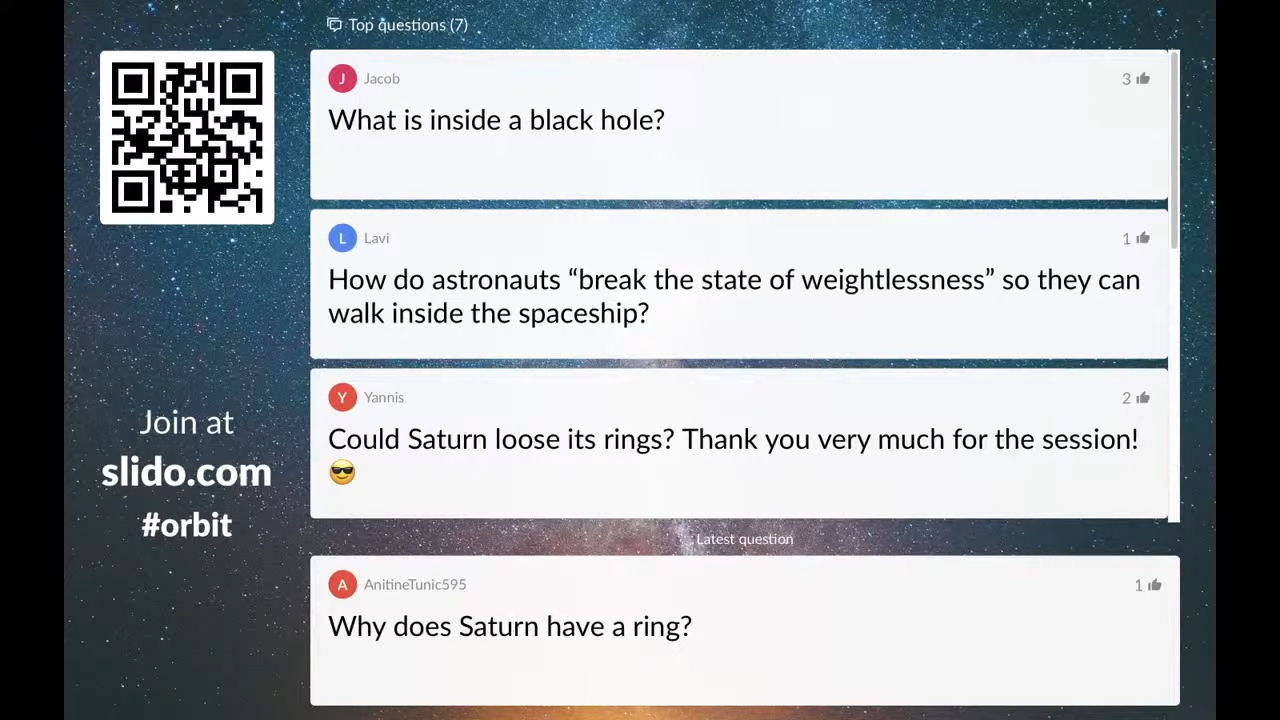 Top questions (7)
J Jacob 3
What is inside a black hole?
L Lavi 1
How do astronauts “break the state of weightlessness” so they can
walk inside the spaceship?
Y Yannis 2
Could Saturn loose its rings? Thank you very much for the session!
😎
Join at
slido.com
#orbit
Latest question
A AnitineTunic595 1
Why does Saturn have a ring?